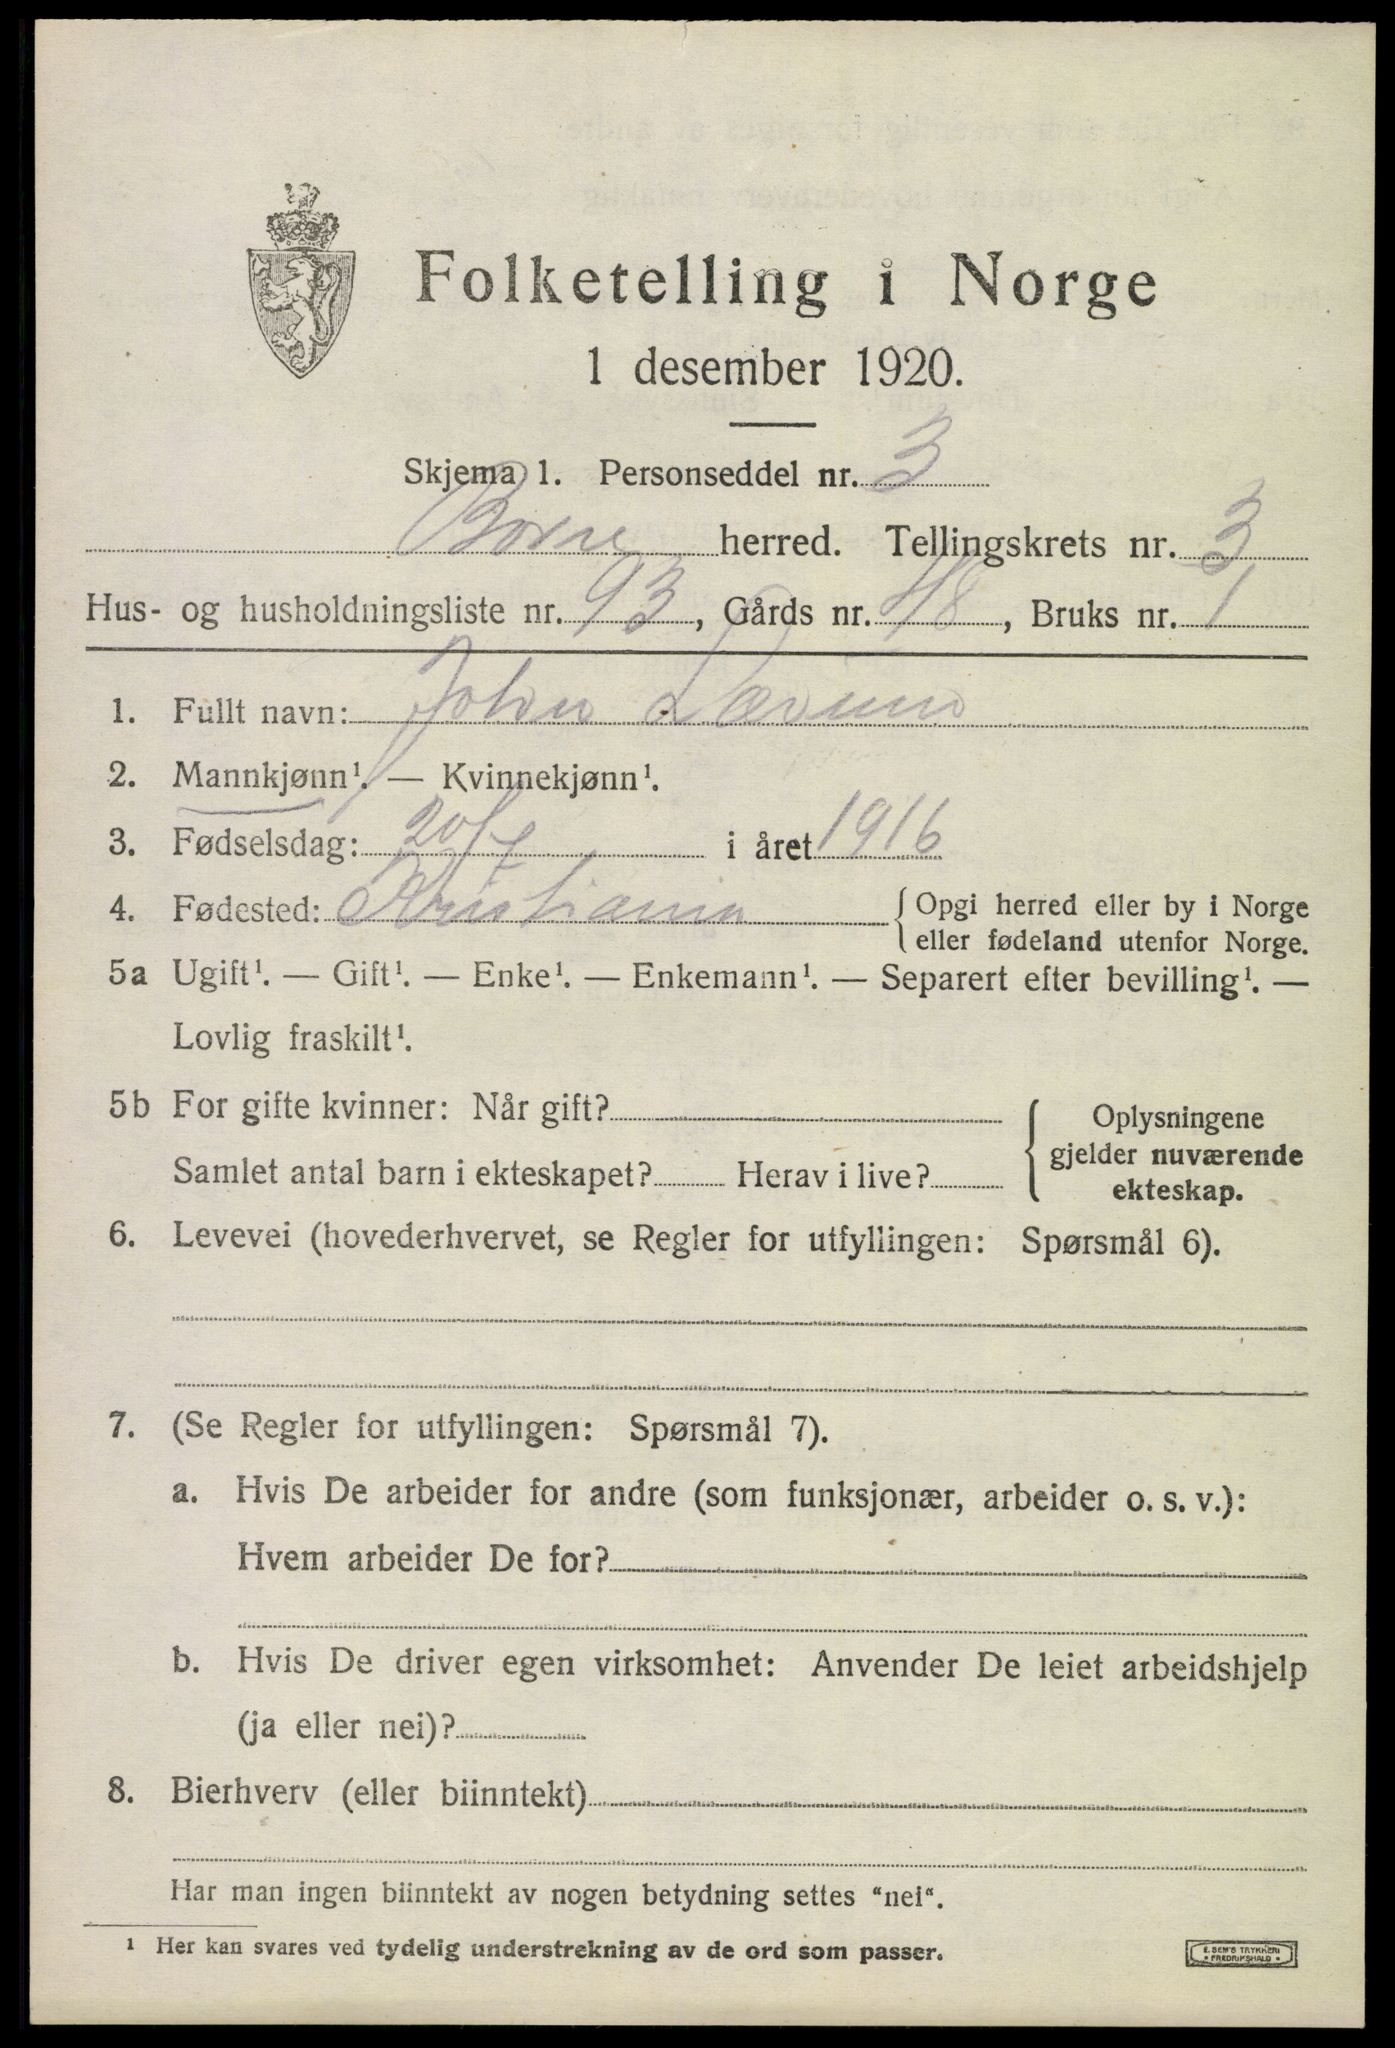 Folketelling i Norge
1 desember 1920.
Skjema 1. Personseddel nr. 3
Borre herred. Tellingskrets nr. 3
Hus- og husholdningsliste nr. 93, Gårds nr. 48, Bruks nr. 1
1. Fullt navn: John
2. Mannkjønn¹. — Kvinnekjønn¹.
3. Fødselsdag: 20/7 i året 1916
4. Fødested: Kristiania { Opgi herred eller by i Norge
eller fødeland utenfor Norge.
5a Ugift¹. — Gift¹. — Enke¹. — Enkemann¹. — Separert efter bevilling¹. —
Lovlig fraskilt¹.
5b For gifte kvinner: Når gift?
Samlet antal barn i ekteskapet? Herav i live?
{ Oplysningene
gjelder nuværende
ekteskap.
6. Levevei (hovederhvervet, se Regler for utfyllingen: Spørsmål 6).
7. (Se Regler for utfyllingen: Spørsmål 7).
a. Hvis De arbeider for andre (som funksjonær, arbeider o. s. v.):
Hvem arbeider De for?
b. Hvis De driver egen virksomhet: Anvender De leiet arbeidshjelp
(ja eller nei)?
8. Bierhverv (eller biinntekt)
Har man ingen biinntekt av nogen betydning settes "nei".
¹ Her kan svares ved tydelig understrekning av de ord som passer.
E. SEM'S TRYKKERI
• FREDRIKSHALD •